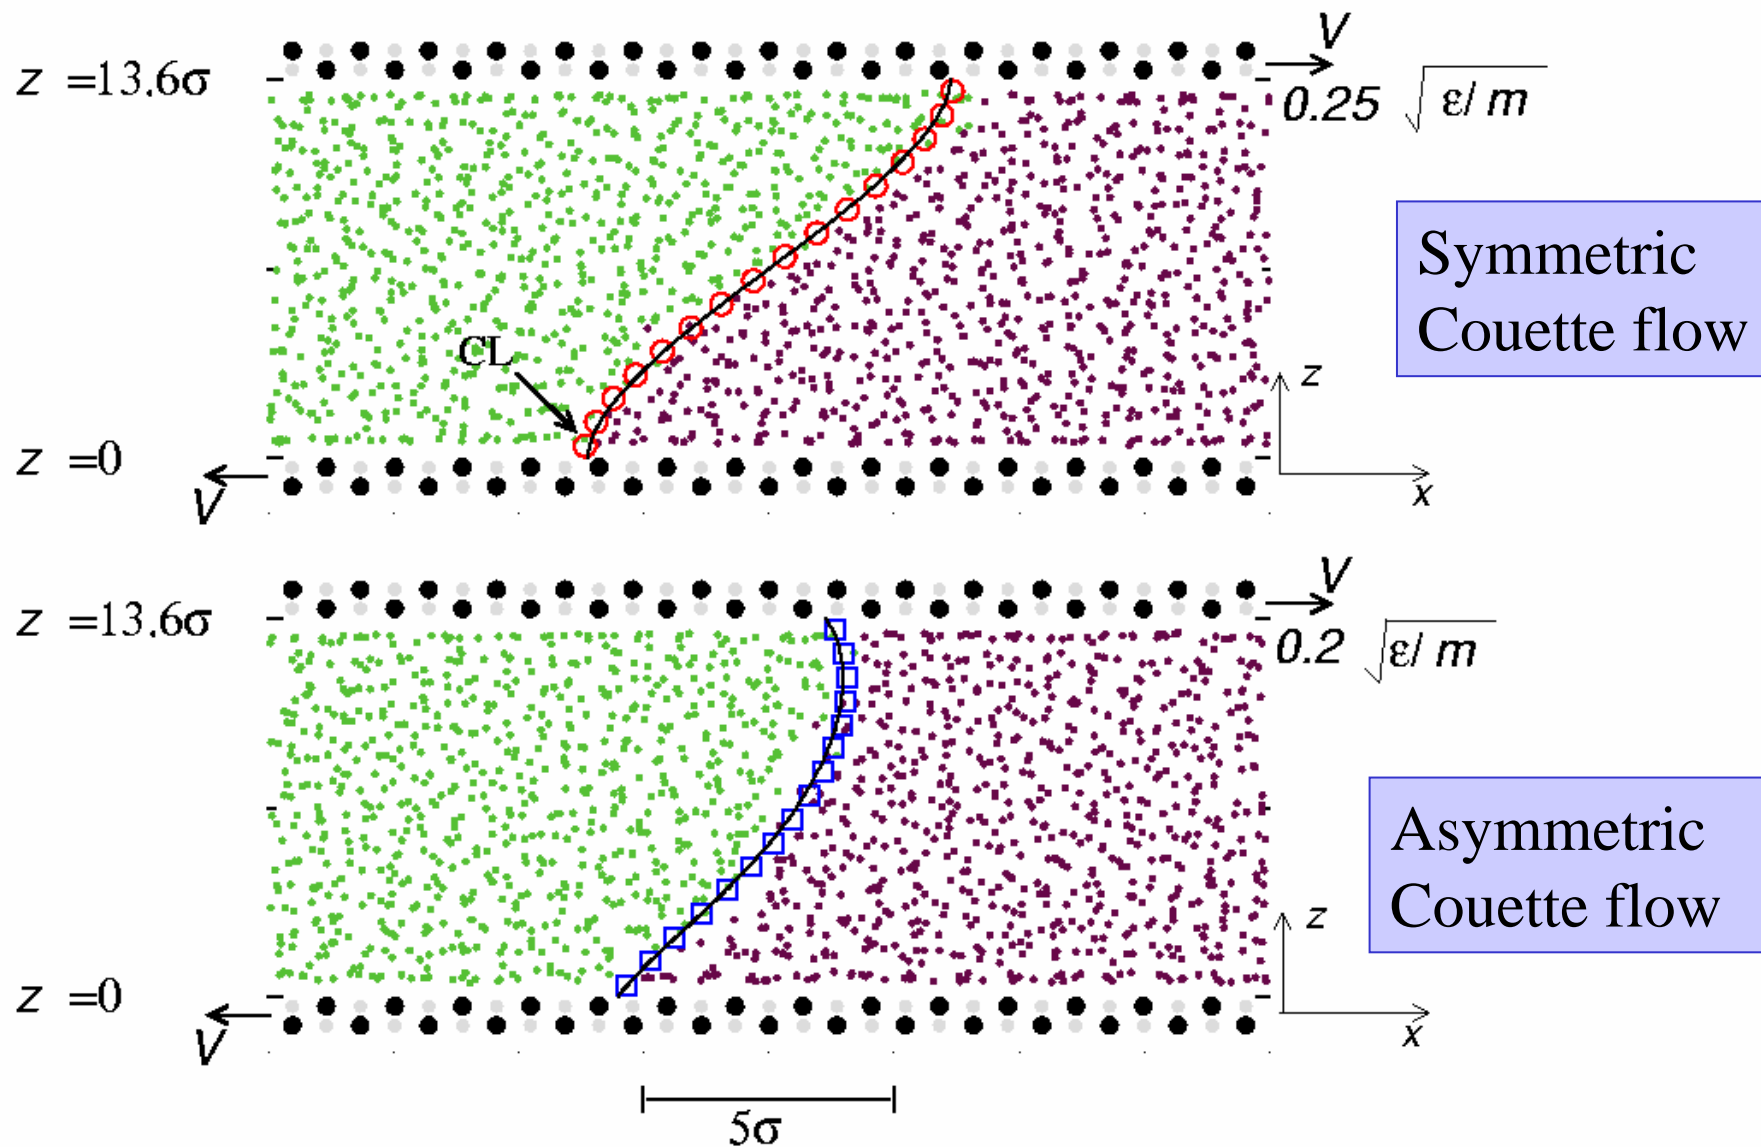 V
z =13.6σ
0.25 √ε/m
Symmetric
Couette flow
CL
z
z =0
V
x
V
z =13.6σ
0.2 √ε/m
Asymmetric
Couette flow
z
z =0
V
x
5σ